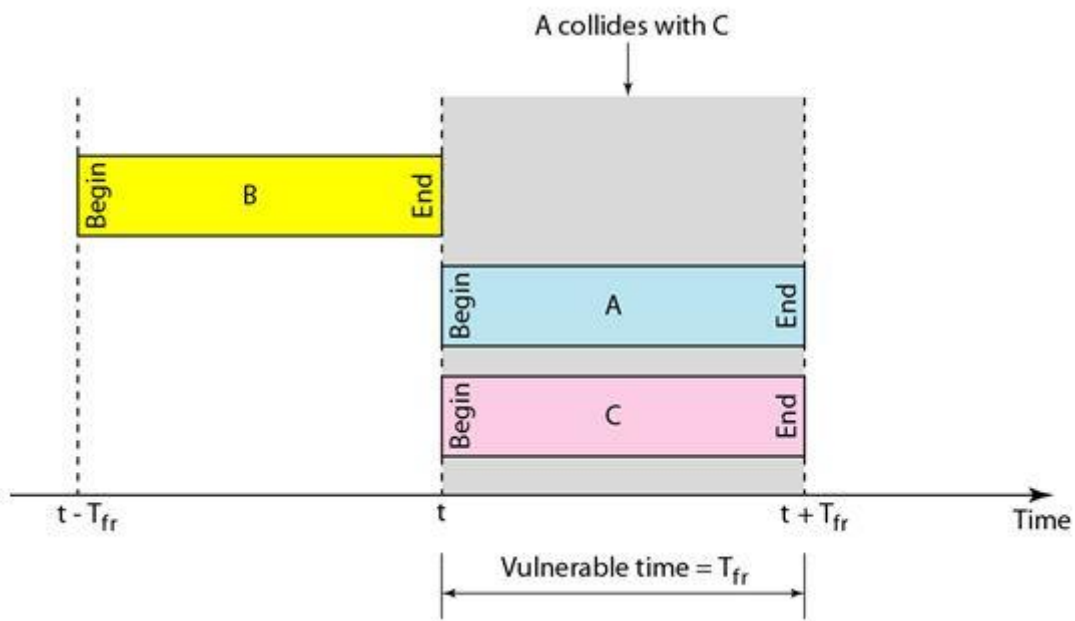 A collides with C
Begin
B
End
Begin
A
End
Begin
C
End
t - Tfr
t
t + Tfr
Time
Vulnerable time = Tfr